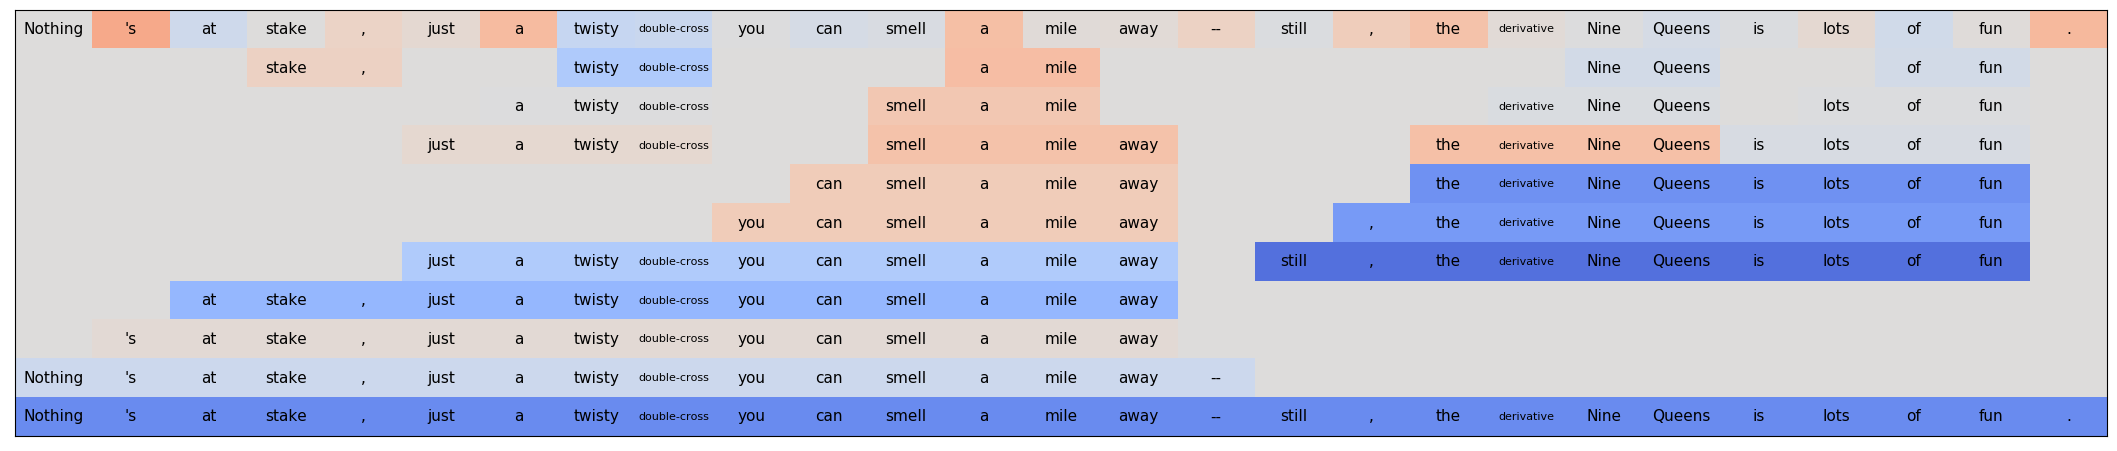 Nothing 's at stake , just a twisty double-cross you can smell a mile away -- still , the derivative Nine Queens is lots of fun .
stake , twisty double-cross a mile Nine Queens of fun
a twisty double-cross smell a mile derivative Nine Queens lots of fun
just a twisty double-cross smell a mile away the derivative Nine Queens is lots of fun
can smell a mile away the derivative Nine Queens is lots of fun
you can smell a mile away , the derivative Nine Queens is lots of fun
just a twisty double-cross you can smell a mile away still , the derivative Nine Queens is lots of fun
at stake , just a twisty double-cross you can smell a mile away
's at stake , just a twisty double-cross you can smell a mile away
Nothing 's at stake , just a twisty double-cross you can smell a mile away --
Nothing 's at stake , just a twisty double-cross you can smell a mile away -- still , the derivative Nine Queens is lots of fun .